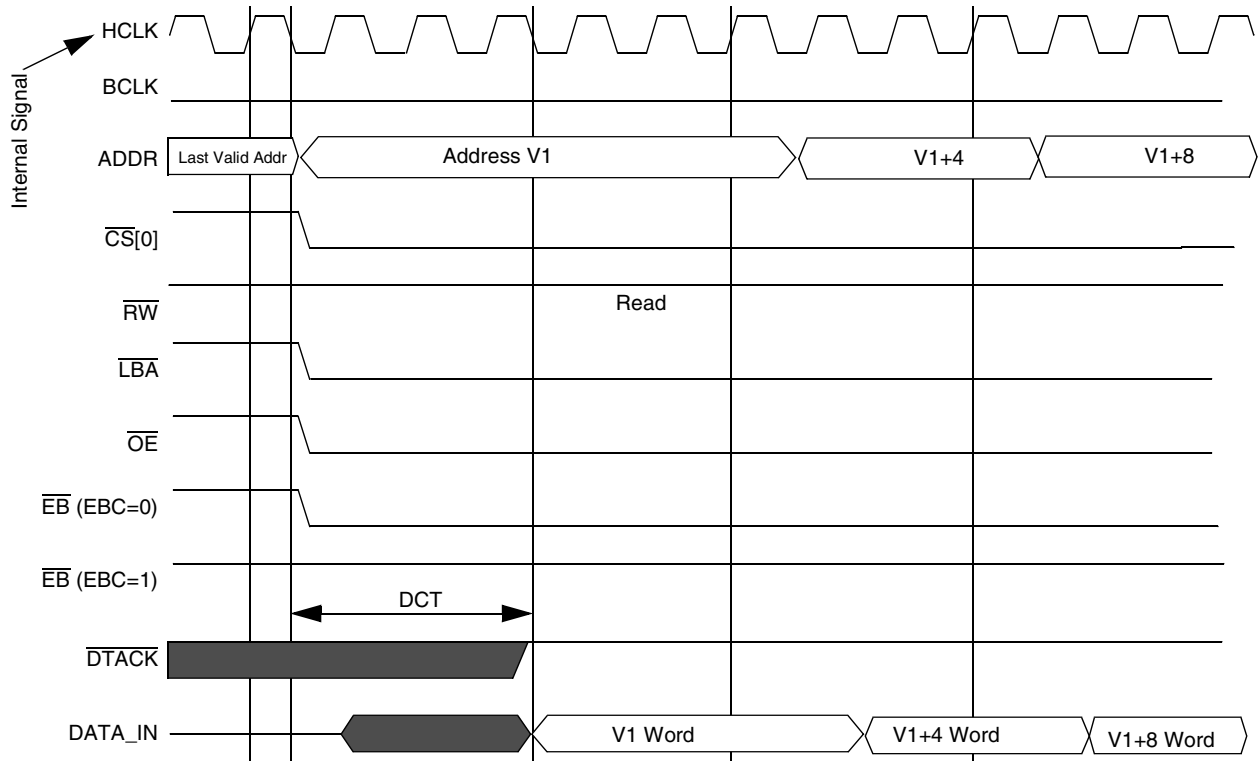 HCLK
Internal Signal
BCLK
ADDR
Last Valid Addr
Address V1
V1+4
V1+8
CS[0]
RW
Read
LBA
OE
EB (EBC=0)
EB (EBC=1)
DCT
DTACK
DATA_IN
V1 Word
V1+4 Word
V1+8 Word